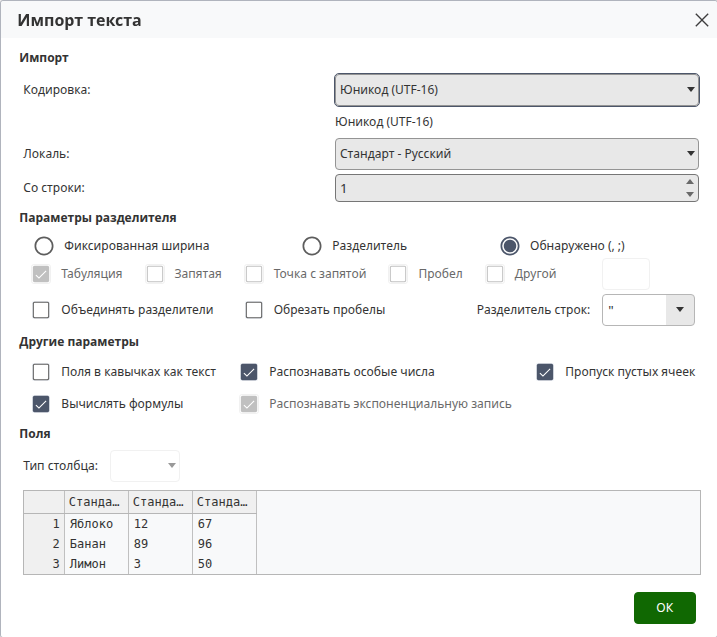 Импорт текста
Импорт
Кодировка: Юникод (UTF-16)
Юникод (UTF-16)
Локаль: Стандарт - Русский
Со строки: 1
Параметры разделителя
Фиксированная ширина Разделитель Обнаружено (, ;)
Табуляция Запятая Точка с запятой Пробел Другой
Объединять разделители Обрезать пробелы Разделитель строк: "
Другие параметры
Поля в кавычках как текст Распознавать особые числа Пропуск пустых ячеек
Вычислять формулы Распознавать экспоненциальную запись
Поля
Тип столбца:
Станда… Станда… Станда…
1 Яблоко 12 67
2 Банан 89 96
3 Лимон 3 50
OK